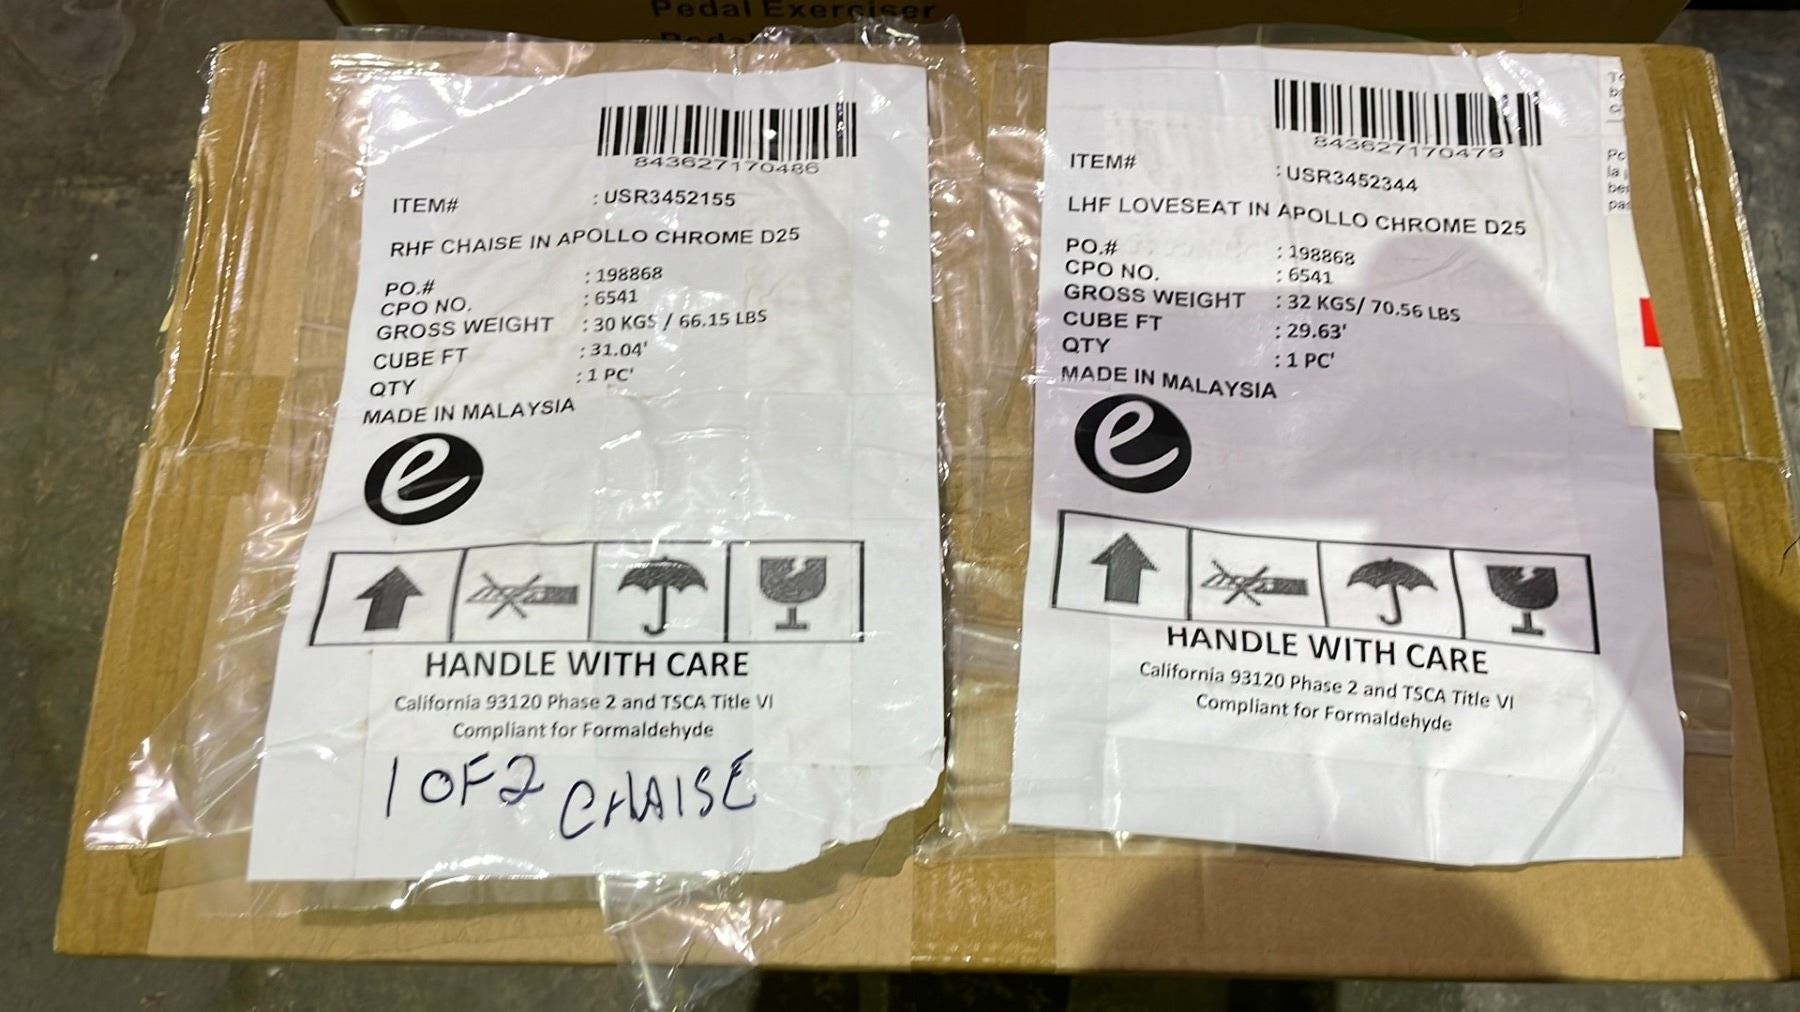 Pedal Exerciser
843627170486
ITEM# : USR3452155
RHF CHAISE IN APOLLO CHROME D25
PO.# : 198868
CPO NO. : 6541
GROSS WEIGHT : 30 KGS / 66.15 LBS
CUBE FT : 31.04'
QTY : 1 PC'
MADE IN MALAYSIA
e
HANDLE WITH CARE
California 93120 Phase 2 and TSCA Title VI
Compliant for Formaldehyde
1 OF 2 CHAISE
843627170479
ITEM# : USR3452344
LHF LOVESEAT IN APOLLO CHROME D25
PO.# : 198868
CPO NO. : 6541
GROSS WEIGHT : 32 KGS/ 70.56 LBS
CUBE FT : 29.63'
QTY : 1 PC'
MADE IN MALAYSIA
e
HANDLE WITH CARE
California 93120 Phase 2 and TSCA Title VI
Compliant for Formaldehyde